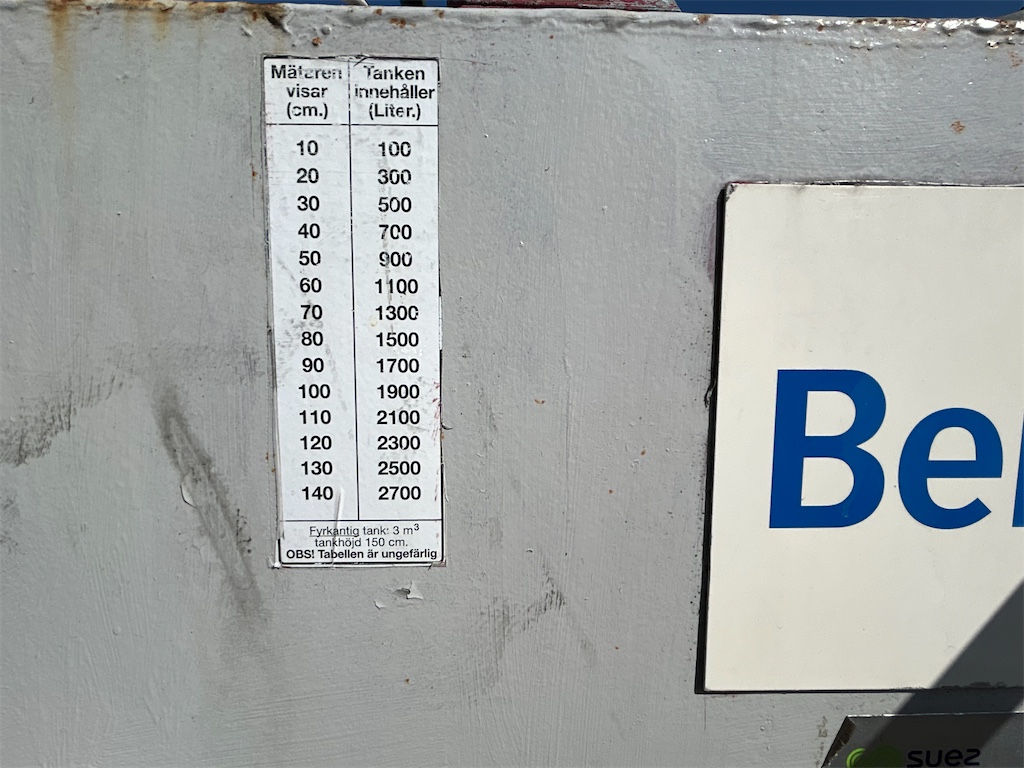 Mätaren Tanken
visar innehåller
(cm.) (Liter.)
10 100
20 300
30 500
40 700
50 900
60 1100
70 1300
80 1500
90 1700
100 1900
110 2100
120 2300
130 2500
140 2700
Fyrkantig tank: 3 m³
tankhöjd 150 cm.
OBS! Tabellen är ungefärlig
Be
suez